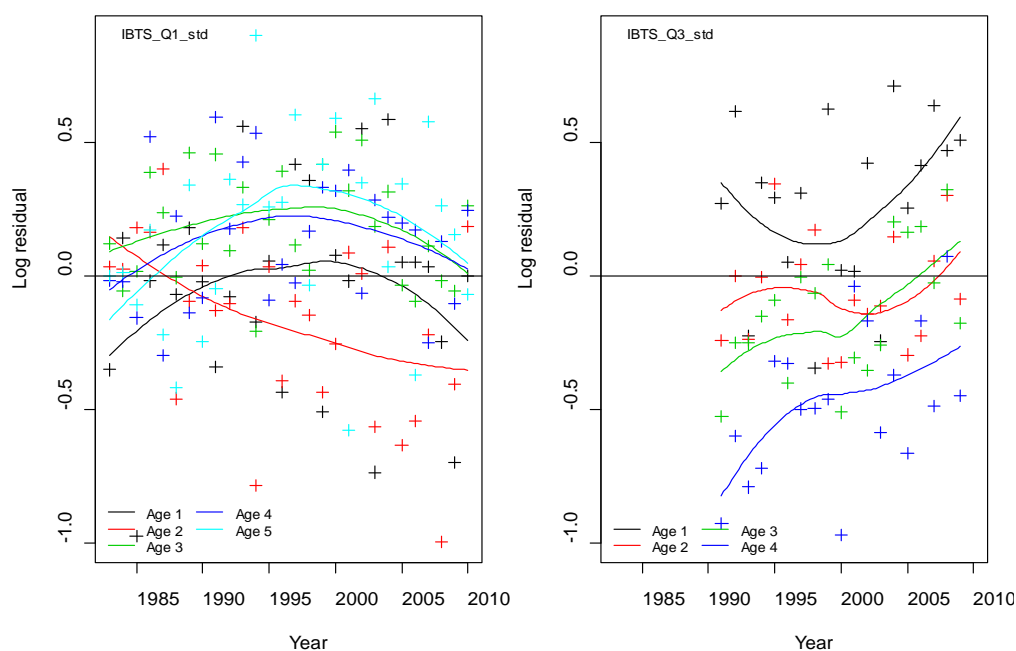 IBTS_Q1_std
Log residual
0.5
0.0
-0.5
-1.0
Age 1
Age 2
Age 3
Age 4
Age 5
1985 1990 1995 2000 2005 2010
Year
IBTS_Q3_std
Log residual
0.5
0.0
-0.5
-1.0
Age 1
Age 2
Age 3
Age 4
1985 1990 1995 2000 2005 2010
Year